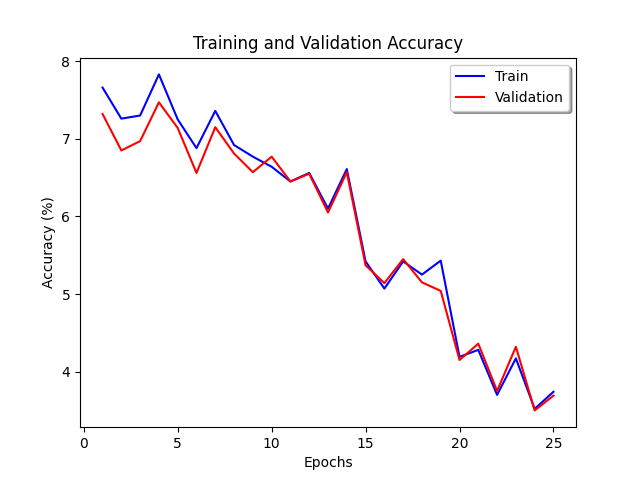 Training and Validation Accuracy
Train
Validation
Accuracy (%)
8
7
6
5
4
0 5 10 15 20 25
Epochs